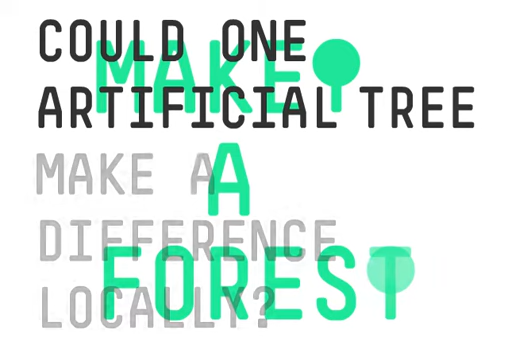 COULD ONE
ARTIFICIAL TREE
MAKE A
DIFFERENCE
LOCALLY?
MAKE
A
FOREST